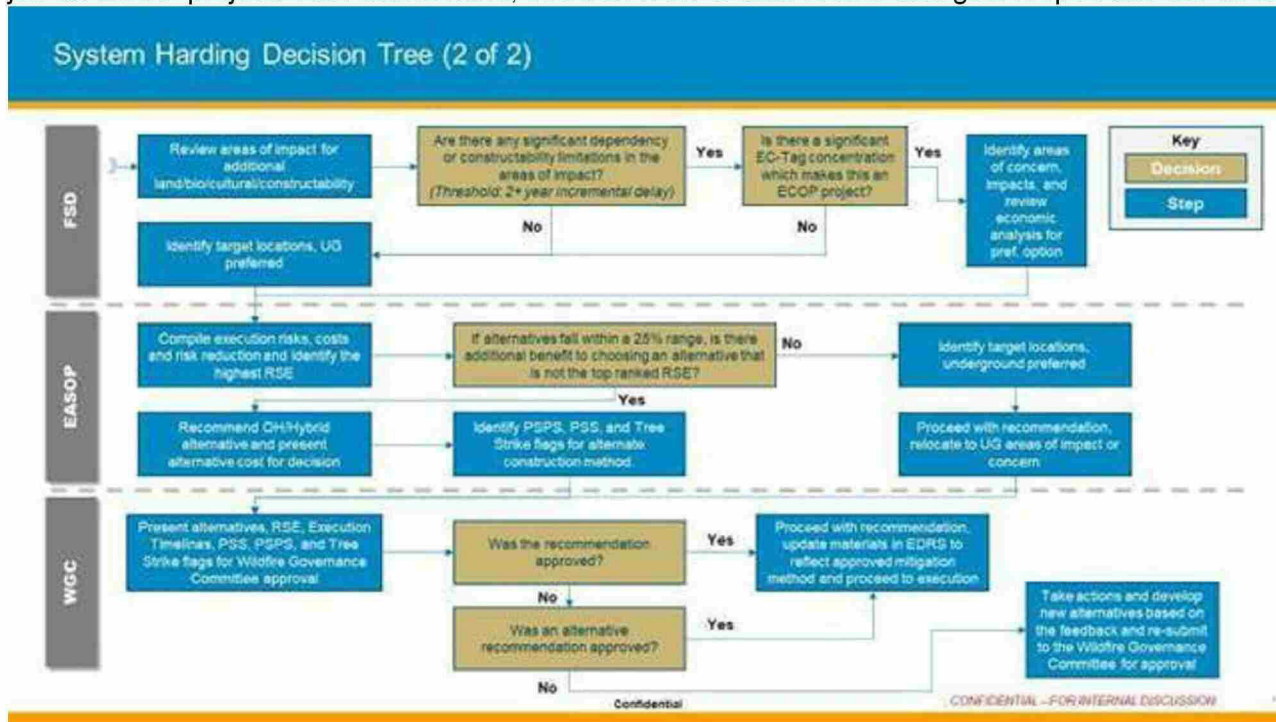 System Harding Decision Tree (2 of 2)
FSD
Review areas of impact for
additional
land/bio/cultural/constructability
Are there any significant dependency
or constructability limitations in the
areas of impact?
(Threshold: 2+ year incremental delay)
Yes
No
Is there a significant
EC-Tag concentration
which makes this an
ECOP project?
Yes
No
Identify areas
of concern,
impacts, and
review
economic
analysis for
pref. option
Key
Decision
Step
Identify target locations, UG
preferred
EASOP
Compile execution risks, costs
and risk reduction and identify the
highest RSE
If alternatives fall within a 25% range, is there
additional benefit to choosing an alternative that
is not the top ranked RSE?
No
Yes
Identify target locations,
underground preferred
Recommend OH/Hybrid
alternative and present
alternative cost for decision
Identify PSPS, PSS, and Tree
Strike flags for alternate
construction method.
Proceed with recommendation,
relocate to UG areas of impact or
concern
WGC
Present alternatives, RSE, Execution
Timelines, PSS, PSPS, and Tree
Strike flags for Wildfire Governance
Committee approval
Was the recommendation
approved?
Yes
No
Proceed with recommendation,
update materials in EDRS to
reflect approved mitigation
method and proceed to execution
Was an alternative
recommendation approved?
Yes
No
Take actions and develop
new alternatives based on
the feedback and re-submit
to the Wildfire Governance
Committee for approval
Confidential
CONFIDENTIAL – FOR INTERNAL DISCUSSION